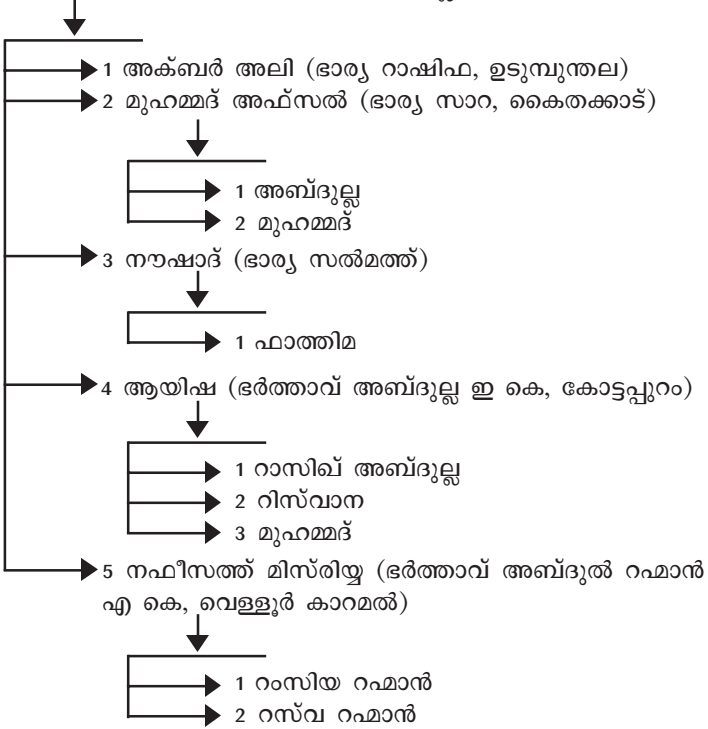 1 അക്ബർ അലി (ഭാര്യ റാഷിഫ, ഉടുമ്പുന്തല)
2 മുഹമ്മദ് അഫ്സൽ (ഭാര്യ സാറ, കൈതക്കാട്)
1 അബ്ദുല്ല
2 മുഹമ്മദ്
3 നൗഷാദ് (ഭാര്യ സൽമത്ത്)
1 ഫാത്തിമ
4 ആയിഷ (ഭർത്താവ് അബ്ദുല്ല ഇ കെ, കോട്ടപ്പുറം)
1 റാസിഖ് അബ്ദുല്ല
2 റിസ്‌വാന
3 മുഹമ്മദ്
5 നഫീസത്ത് മിസ്‌രിയ്യ (ഭർത്താവ് അബ്ദുൽ റഹ്മാൻ
എ കെ, വെള്ളൂർ കാറമൽ)
1 റംസിയ റഹ്മാൻ
2 റസ്‌വ റഹ്മാൻ